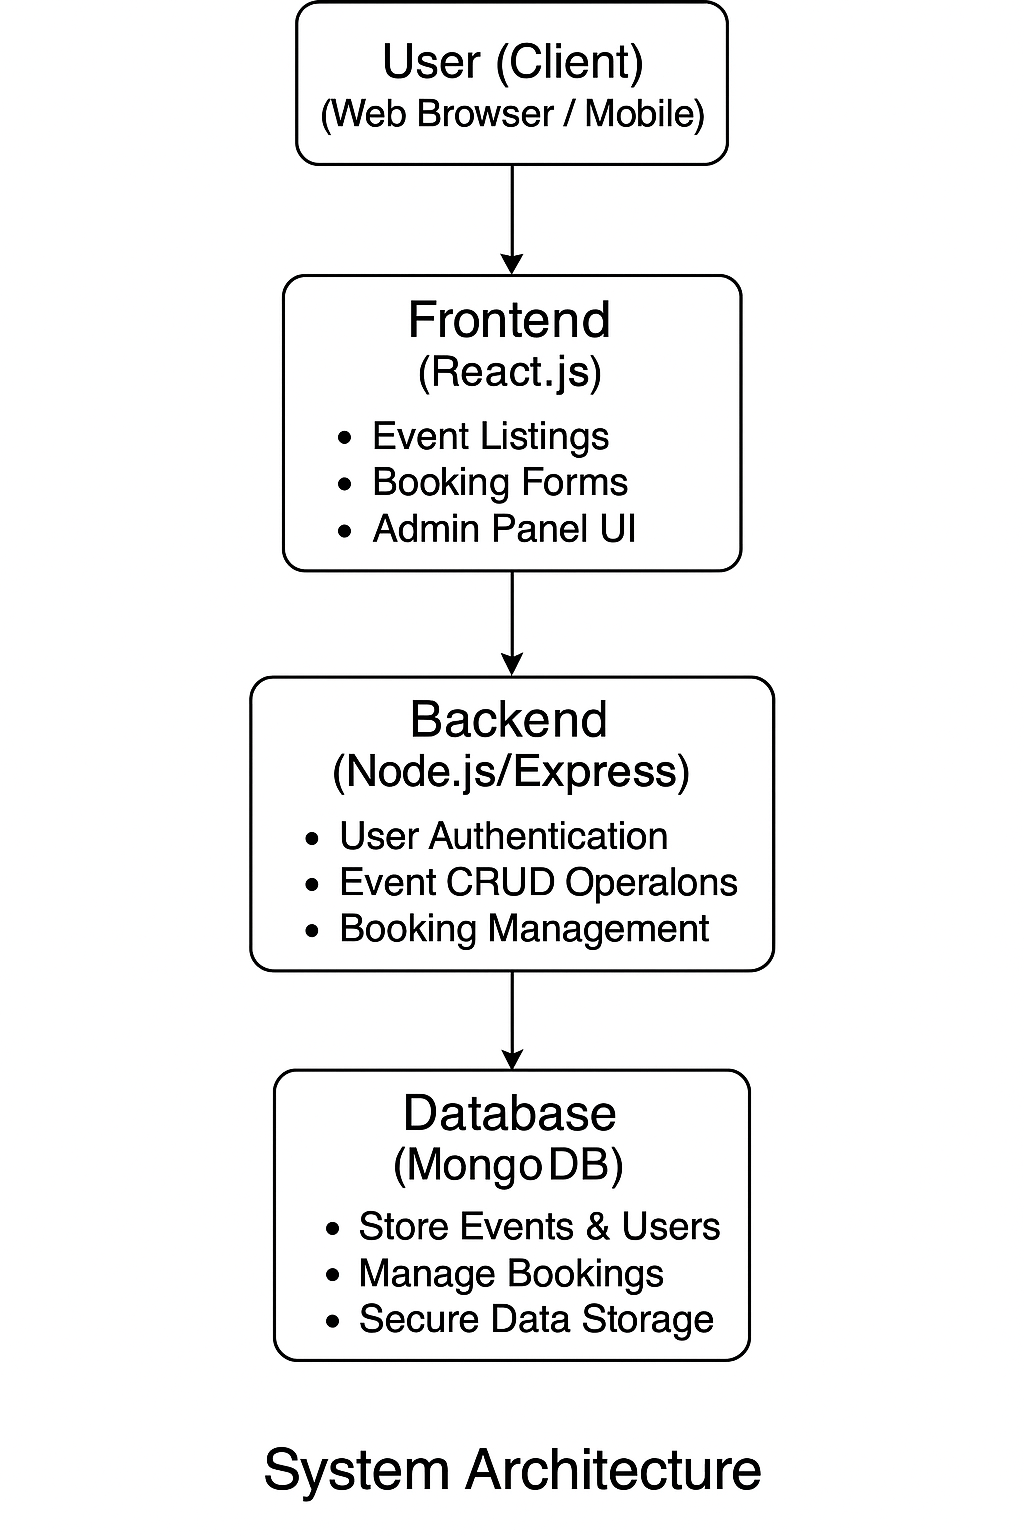 User (Client)
(Web Browser / Mobile)
Frontend
(React.js)
• Event Listings
• Booking Forms
• Admin Panel UI
Backend
(Node.js/Express)
• User Authentication
• Event CRUD Operalons
• Booking Management
Database
(MongoDB)
• Store Events & Users
• Manage Bookings
• Secure Data Storage
System Architecture